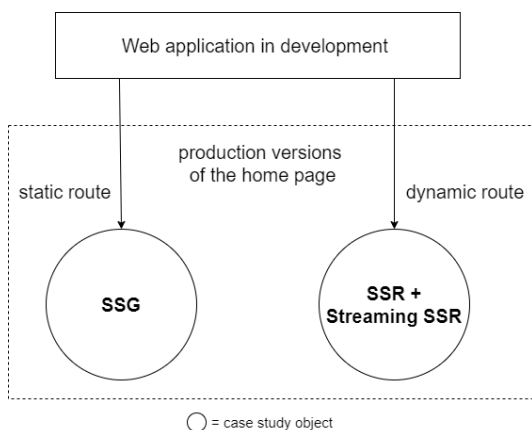 Web application in development
production versions
of the home page
static route
dynamic route
SSG
SSR +
Streaming SSR
= case study object